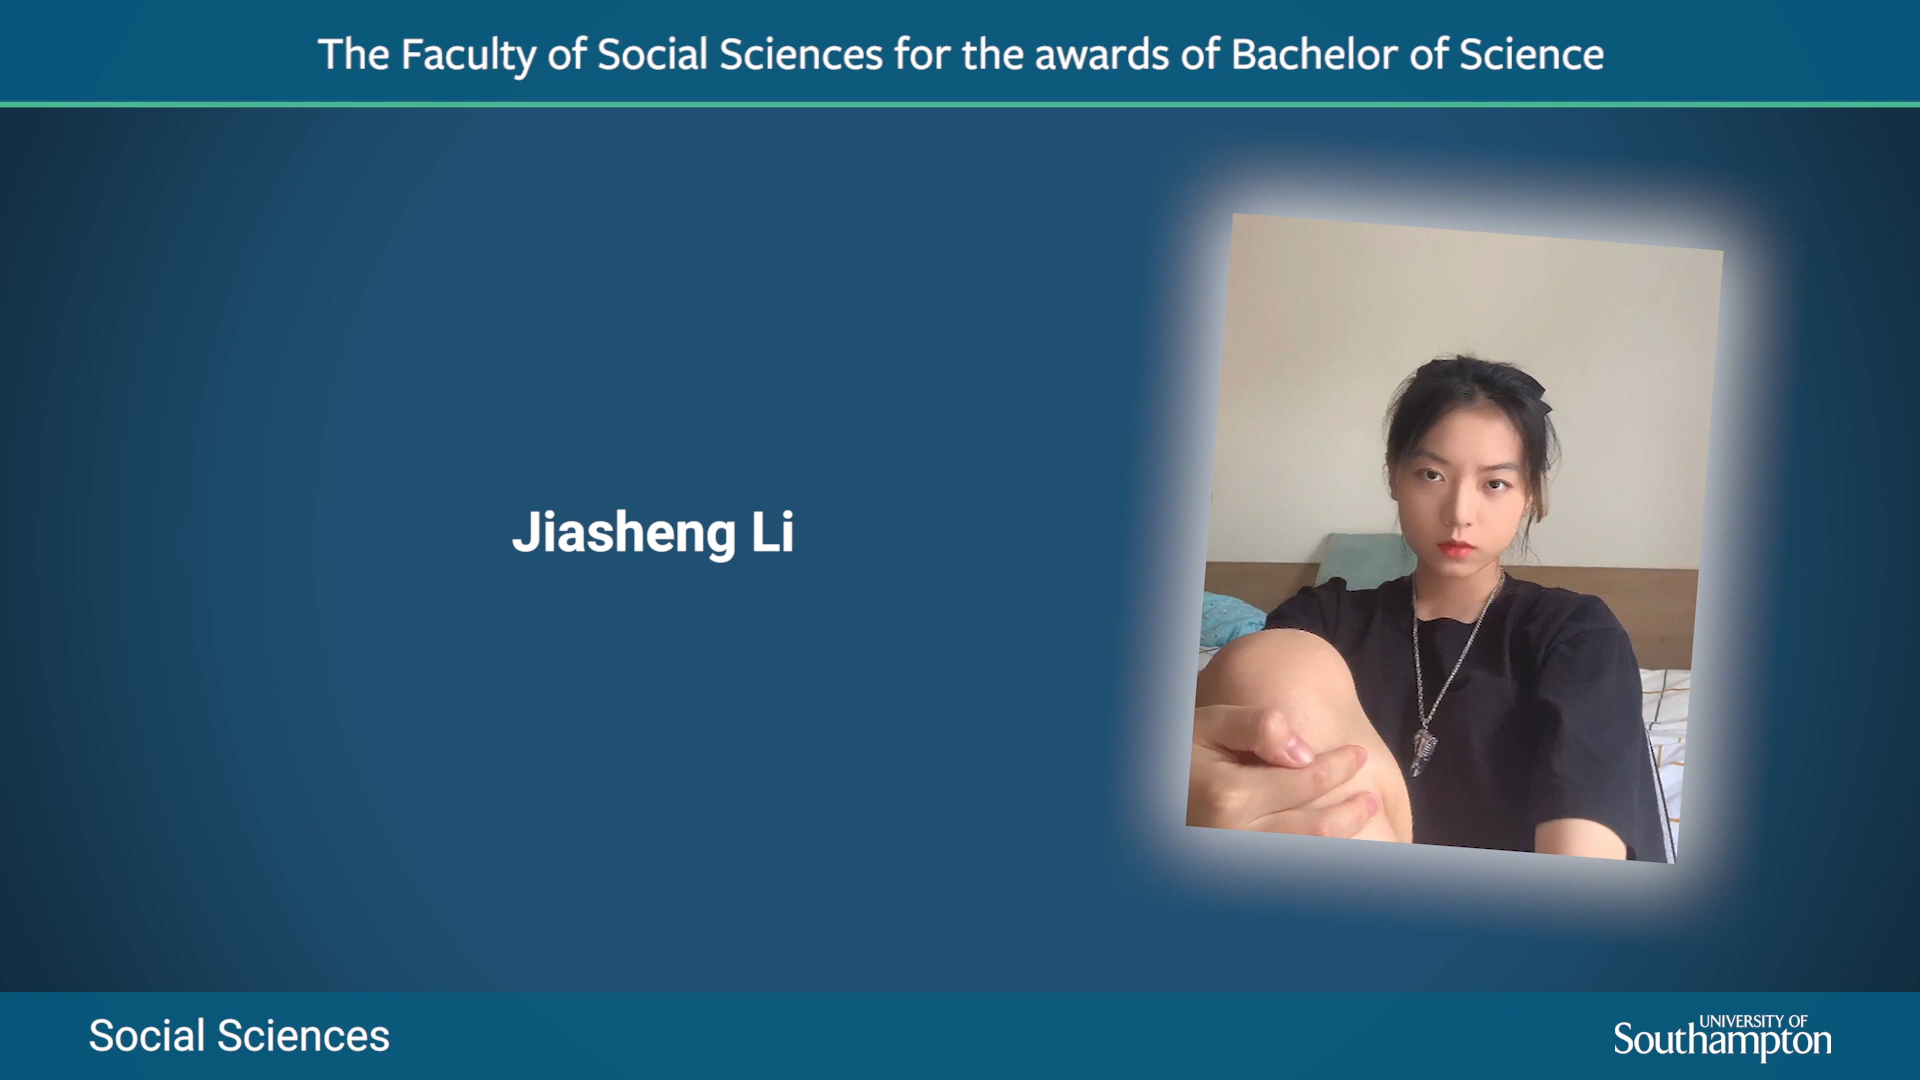 The Faculty of Social Sciences for the awards of Bachelor of Science
Jiasheng Li
Social Sciences
UNIVERSITY OF
Southampton